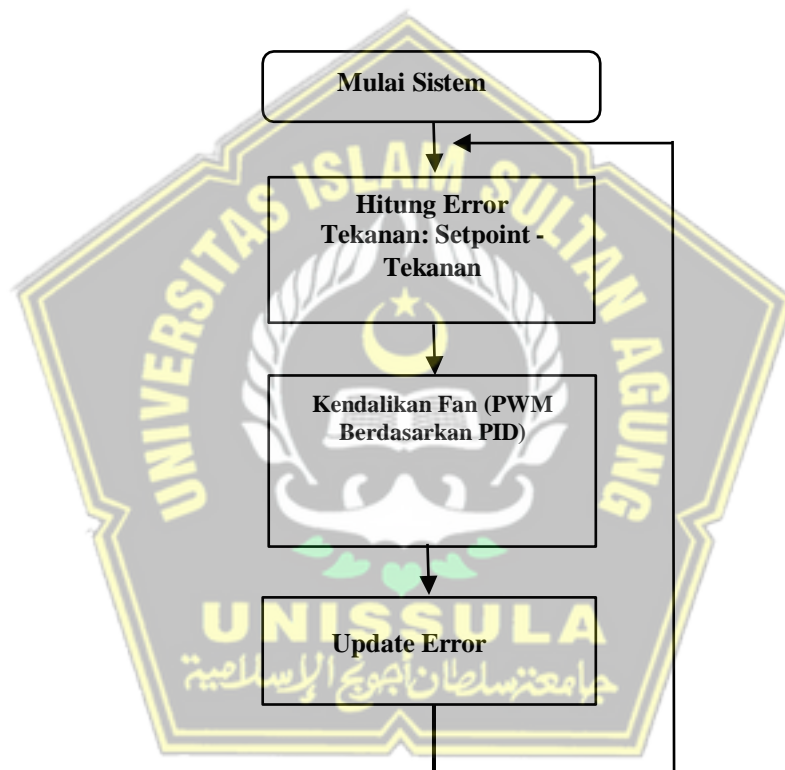 Mulai Sistem
UNIVERSITAS ISLAM SULTAN AGUNG
Hitung Error
Tekanan: Setpoint -
Tekanan
Kendalikan Fan (PWM
Berdasarkan PID)
Update Error
UNISSULA
جامعة سلطان أجونج الإسلامية